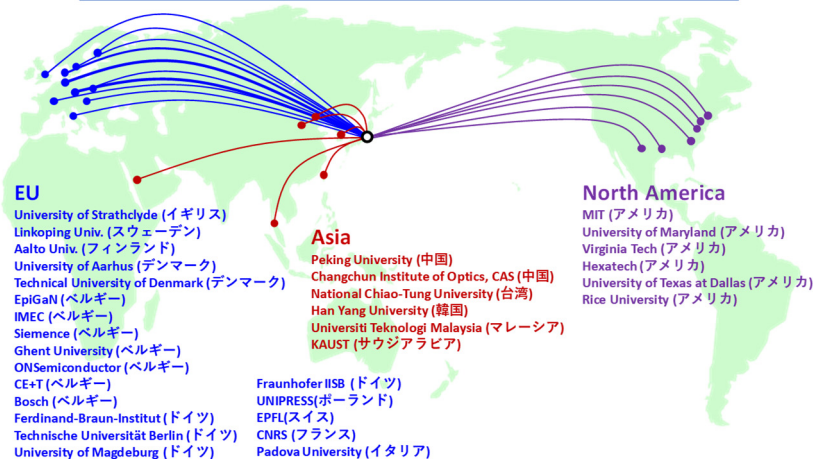 EU
University of Strathclyde (イギリス)
Linkoping Univ. (スウェーデン)
Aalto Univ. (フィンランド)
University of Aarhus (デンマーク)
Technical University of Denmark (デンマーク)
EpiGaN (ベルギー)
IMEC (ベルギー)
Siemence (ベルギー)
Ghent University (ベルギー)
ONSemiconductor (ベルギー)
CE+T (ベルギー)
Bosch (ベルギー)
Ferdinand-Braun-Institut (ドイツ)
Technische Universität Berlin (ドイツ)
University of Magdeburg (ドイツ)
Fraunhofer IISB (ドイツ)
UNIPRESS(ポーランド)
EPFL(スイス)
CNRS (フランス)
Padova University (イタリア)
Asia
Peking University (中国)
Changchun Institute of Optics, CAS (中国)
National Chiao-Tung University (台湾)
Han Yang University (韓国)
Universiti Teknologi Malaysia (マレーシア)
KAUST (サウジアラビア)
North America
MIT (アメリカ)
University of Maryland (アメリカ)
Virginia Tech (アメリカ)
Hexatech (アメリカ)
University of Texas at Dallas (アメリカ)
Rice University (アメリカ)